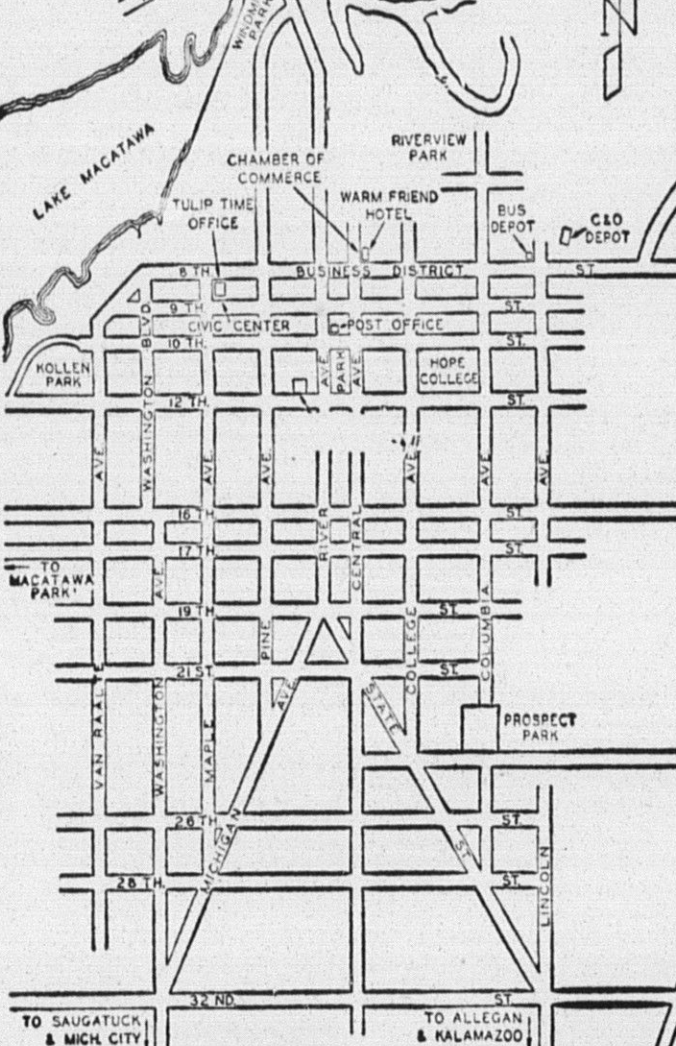 WINDMILL
PARK
LAKE MACATAWA
RIVERVIEW
PARK
CHAMBER OF
COMMERCE
WARM FRIEND
HOTEL
TULIP TIME
OFFICE
BUS
DEPOT
C&O
DEPOT
8 TH.
BUSINESS DISTRICT
ST.
9 TH.
ST.
CIVIC CENTER
POST OFFICE
10 TH.
ST.
KOLLEN
PARK
WASHINGTON BLVD.
AVE
PARK
AVE.
HOPE
COLLEGE
12 TH.
ST.
AVE.
AVE.
AVE.
AVE
AVE.
AVE.
16 TH
ST.
RIVER
CENTRAL
17 TH.
ST.
TO
MACATAWA
PARK
AVE.
19 TH
ST.
PINE
COLLEGE
COLUMBIA
21 ST.
ST.
VAN RAALTE
WASHINGTON
MAPLE
MICHIGAN
AVE.
STATE
ST.
PROSPECT
PARK
26 TH.
ST.
28 TH.
ST.
LINCOLN
32 ND.
ST.
TO SAUGATUCK
& MICH. CITY
TO ALLEGAN
& KALAMAZOO